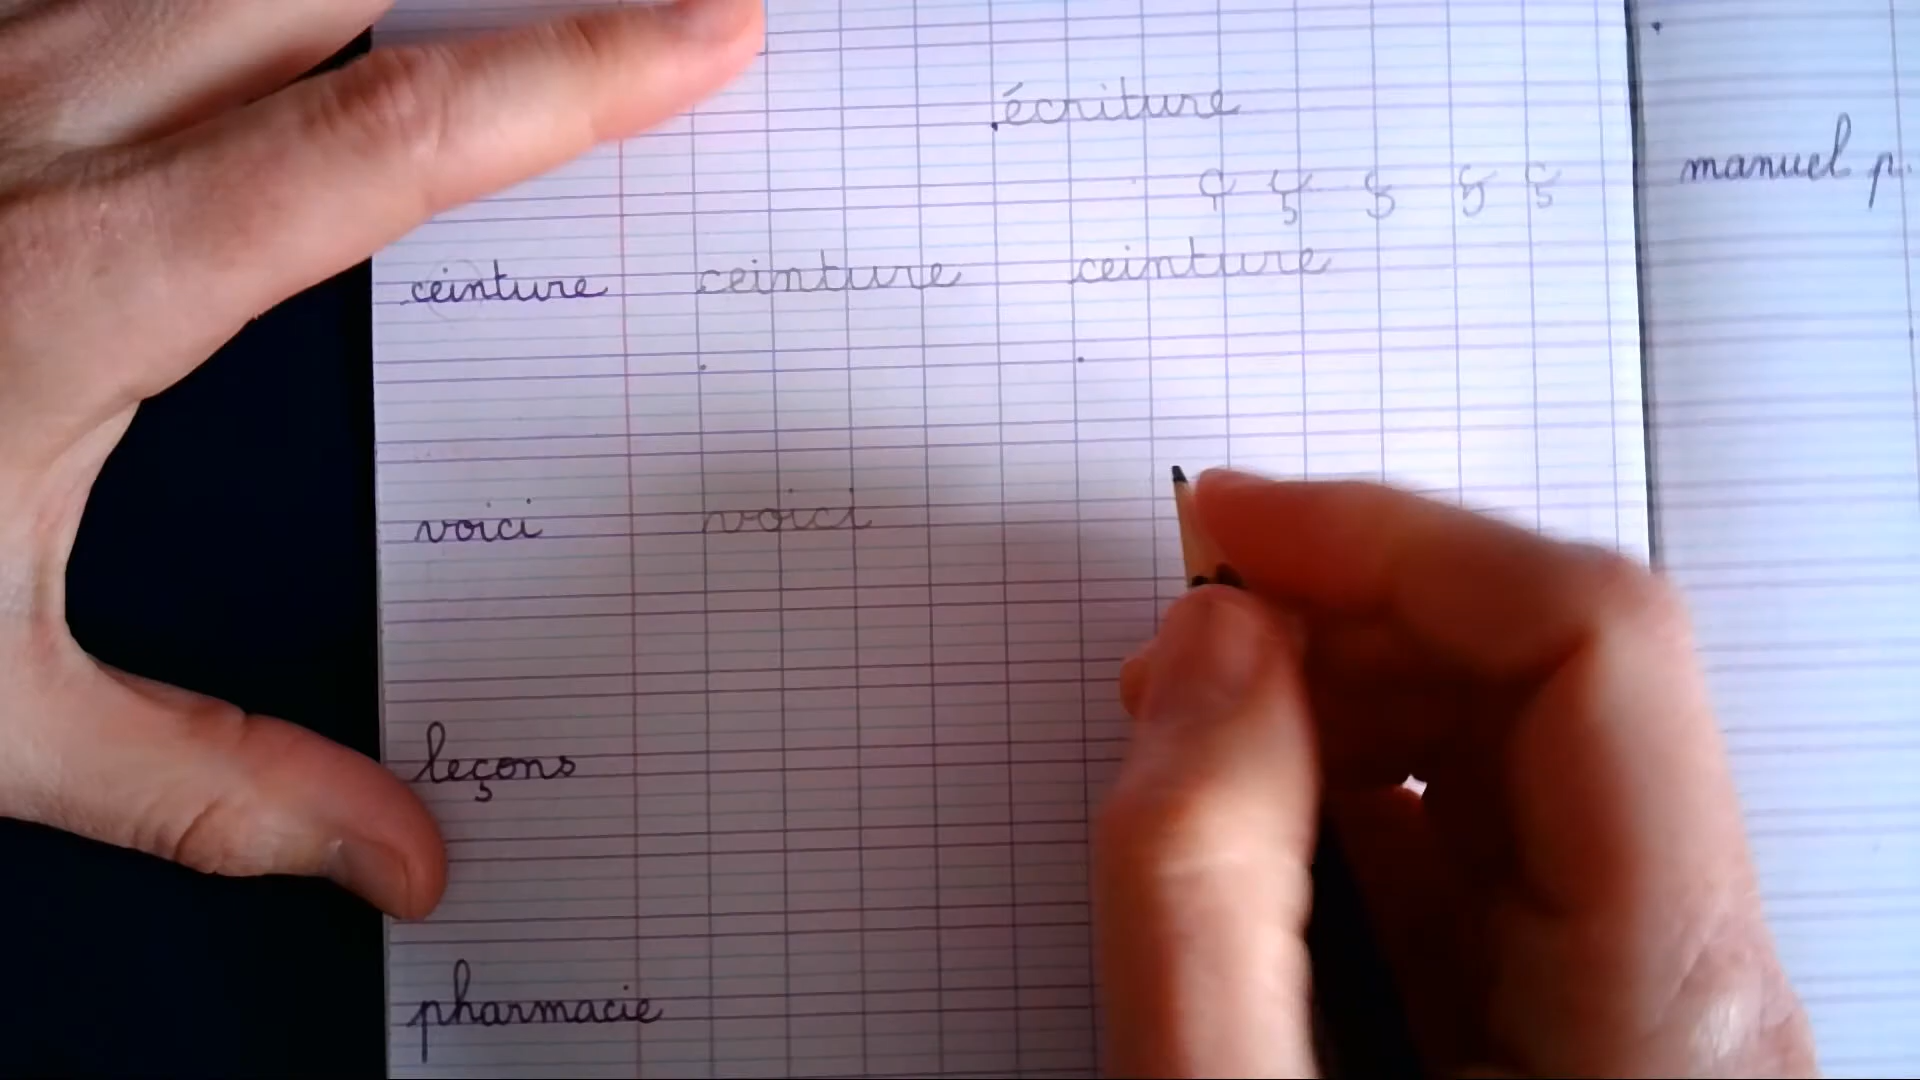 écriture
ceinture ceinture ceinture
voici voici
leçons
pharmacie
manuel p.